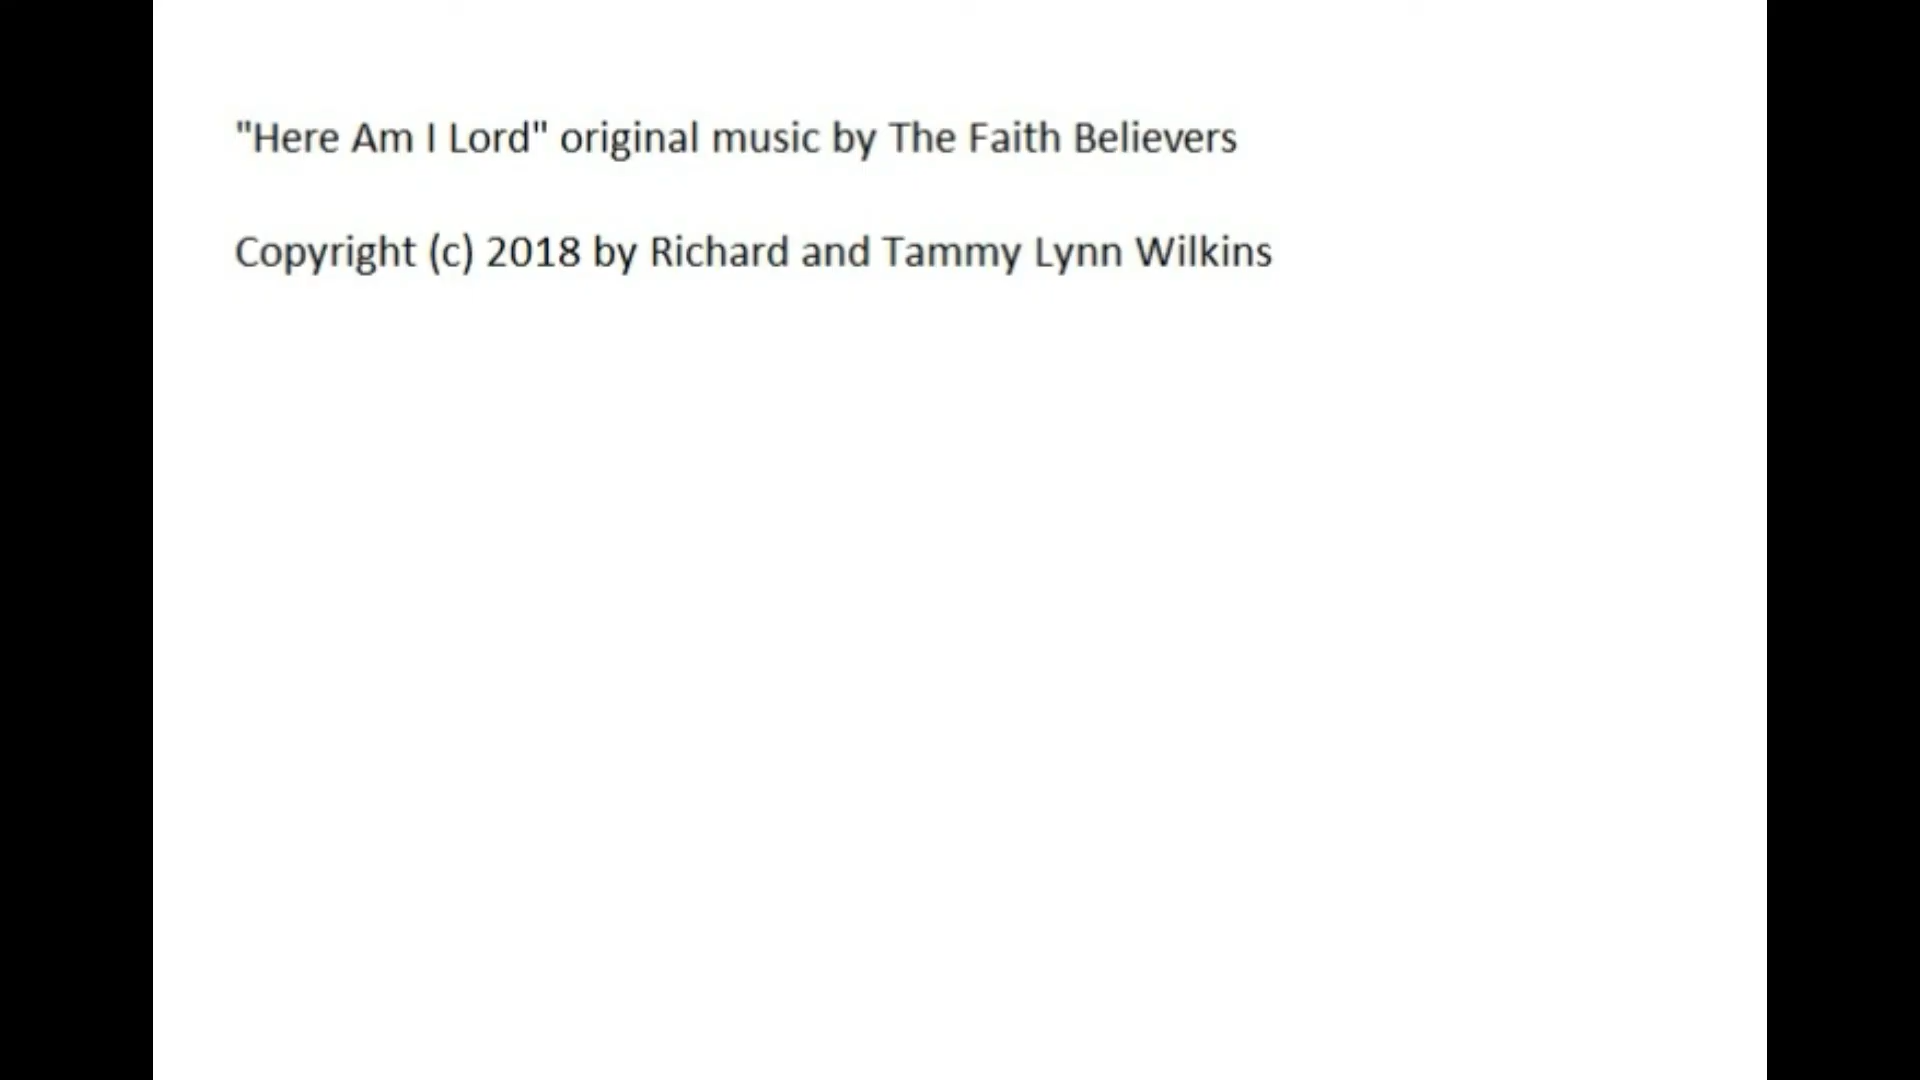 "Here Am I Lord" original music by The Faith Believers
Copyright (c) 2018 by Richard and Tammy Lynn Wilkins